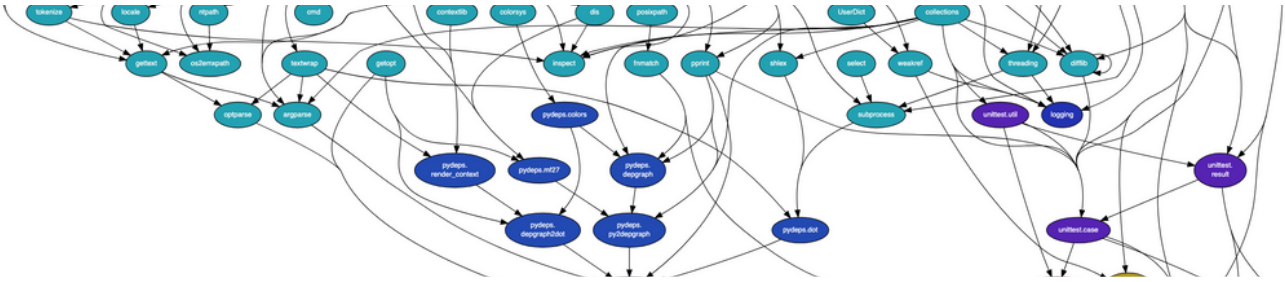 tokenize
locale
ntpath
cmd
contextlib
colorsys
dis
posixpath
UserDict
collections
gettext
os2emxpath
textwrap
getopt
inspect
fnmatch
pprint
shlex
select
weakref
threading
difflib
optparse
argparse
pydeps.colors
subprocess
unittest.util
logging
pydeps.
render_context
pydeps.mf27
pydeps.
depgraph
unittest.
result
pydeps.
depgraph2dot
pydeps.
py2depgraph
pydeps.dot
unittest.case